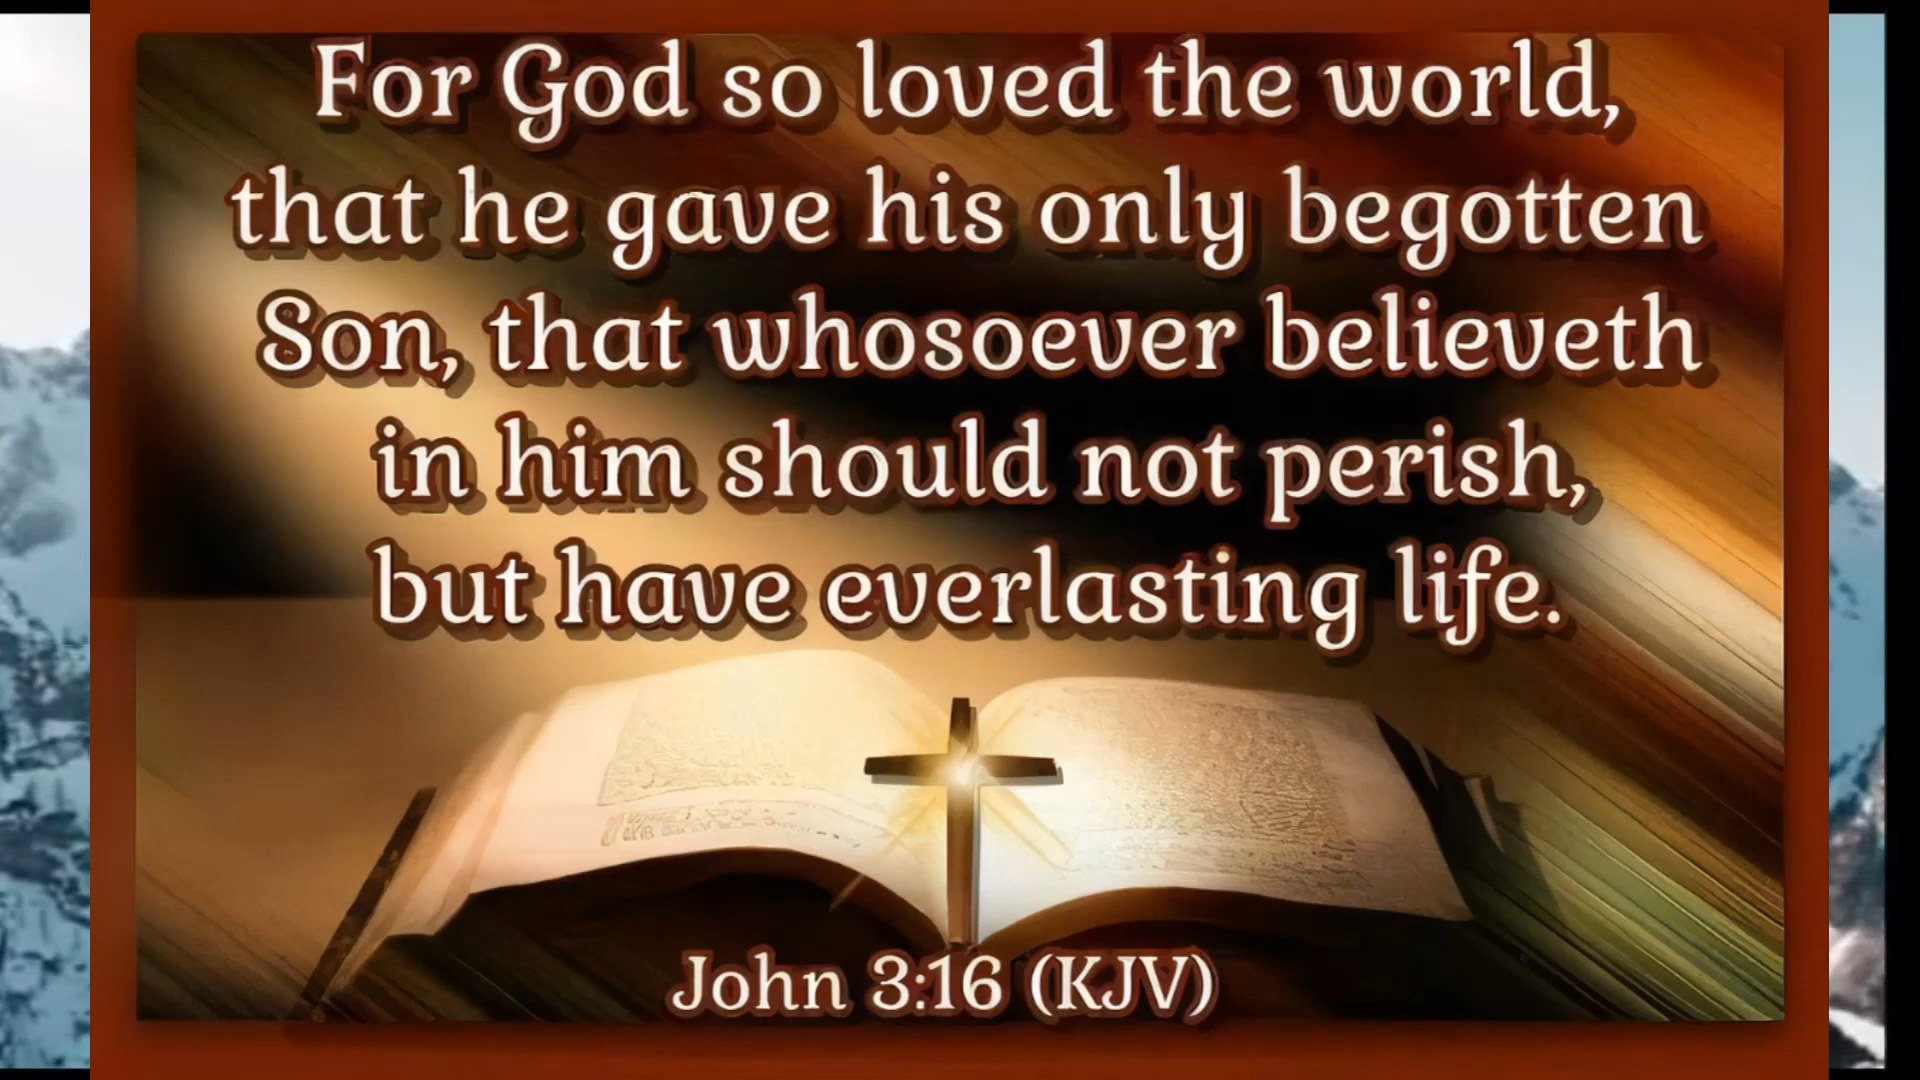 For God so loved the world,
that he gave his only begotten
Son, that whosoever believeth
in him should not perish,
but have everlasting life.
John 3:16 (KJV)